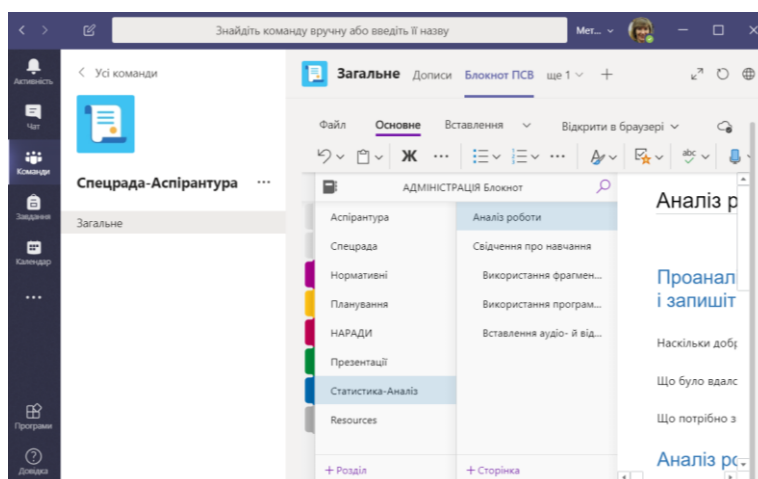 Знайдіть команду вручну або введіть її назву
Мет...
Активність
Чат
Команди
Завдання
Календар
Програми
Довідка
Усі команди
Спецрада-Аспірантура ...
Загальне
Загальне Дописи Блокнот ПСВ ще 1
Файл Основне Вставлення Відкрити в браузері
Ж ... ... abc
АДМІНІСТРАЦІЯ Блокнот
Аспірантура
Спецрада
Нормативні
Планування
НАРАДИ
Презентації
Статистика-Аналіз
Resources
+ Розділ
Аналіз роботи
Свідчення про навчання
Використання фрагмен...
Використання програм...
Вставлення аудіо- й від...
+ Сторінка
Аналіз р
Проанал
і запишіт
Наскільки доб
Що було вдалс
Що потрібно з
Аналіз рс